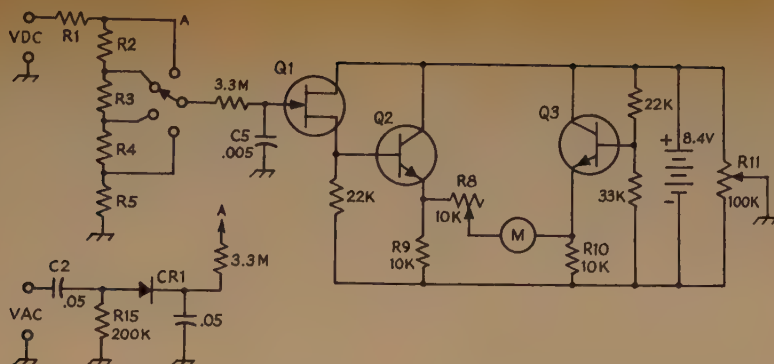 VDC
R1
A
R2
R3
R4
R5
3.3M
C5
.005
Q1
22K
Q2
R8
10K
R9
10K
M
Q3
R10
10K
22K
33K
+
8.4V
-
R11
100K
A
3.3M
VAC
C2
.05
CR1
R15
200K
.05